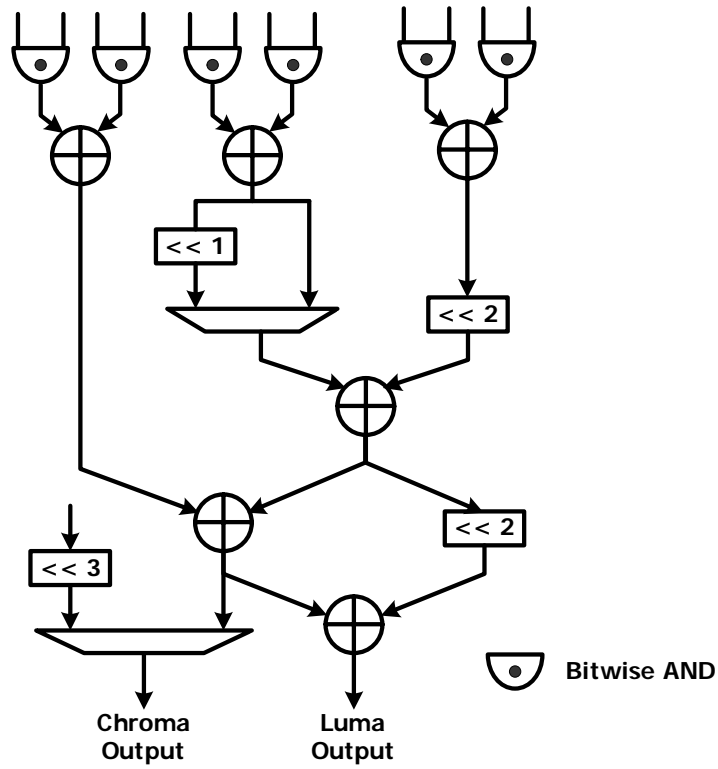 << 1
<< 2
<< 2
<< 3
Bitwise AND
Chroma
Output
Luma
Output